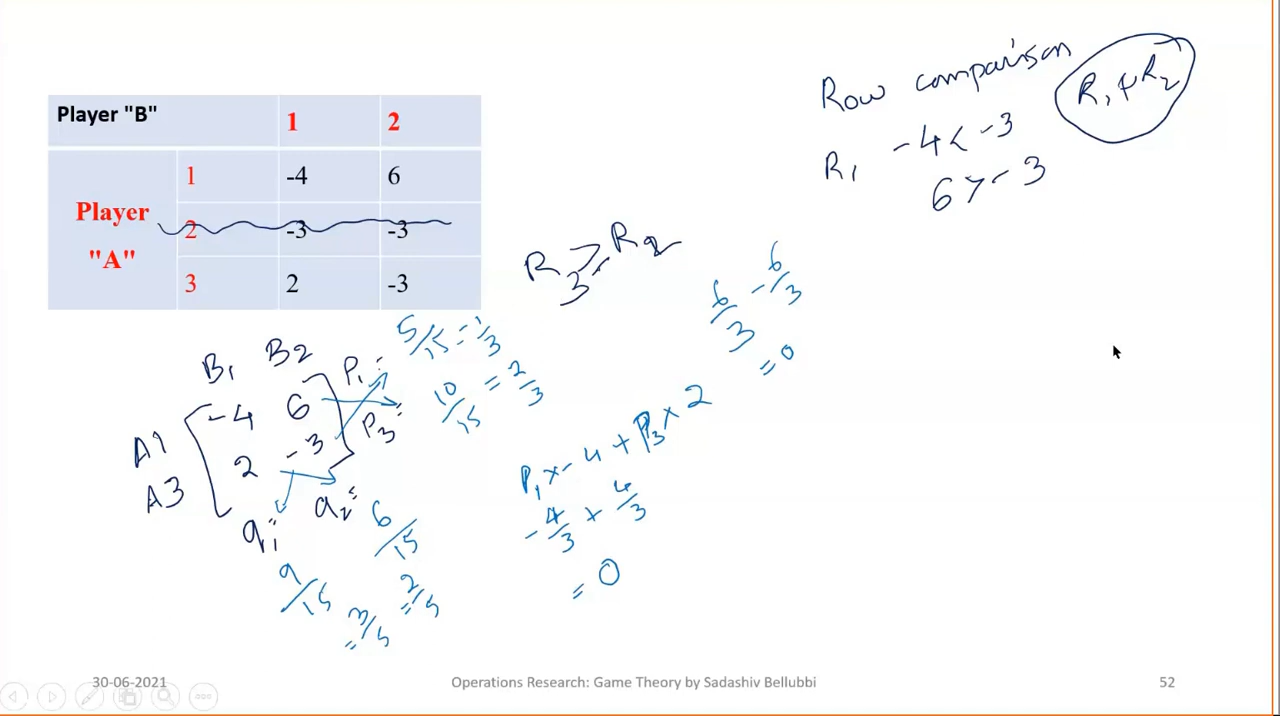 Row comparison R1 & R2
R1 -4 < -3
6 > -3
Player "B" 1 2
Player "A"
1 -4 6
2 -3 -3
3 2 -3
R3 ≥ R2
6/3 - 6/3
= 0
B1 B2
A1 -4 6
A3 2 -3
P1 = 5/15 = 1/3
P3 = 10/15 = 2/3
q1 = 9/15 = 3/5
q2 = 6/15 = 2/5
P1 x -4 + P3 x 2
-4/3 + 4/3
= 0
30-06-2021
Operations Research: Game Theory by Sadashiv Bellubbi
52